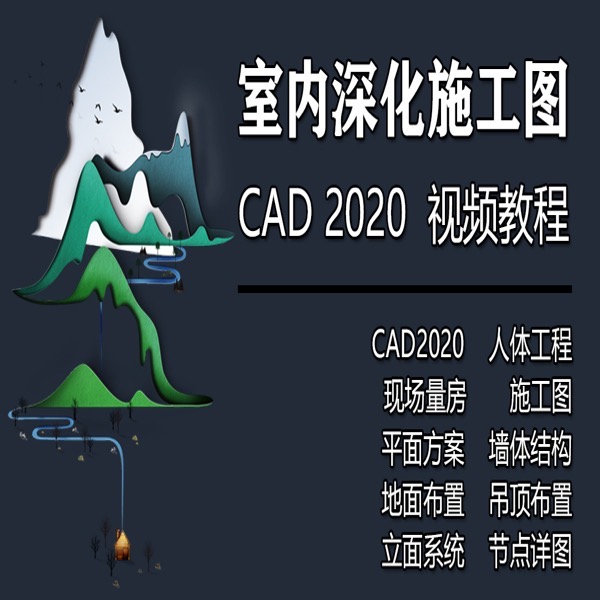 室内深化施工图
CAD 2020 视频教程
CAD2020 人体工程
现场量房 施工图
平面方案 墙体结构
地面布置 吊顶布置
立面系统 节点详图